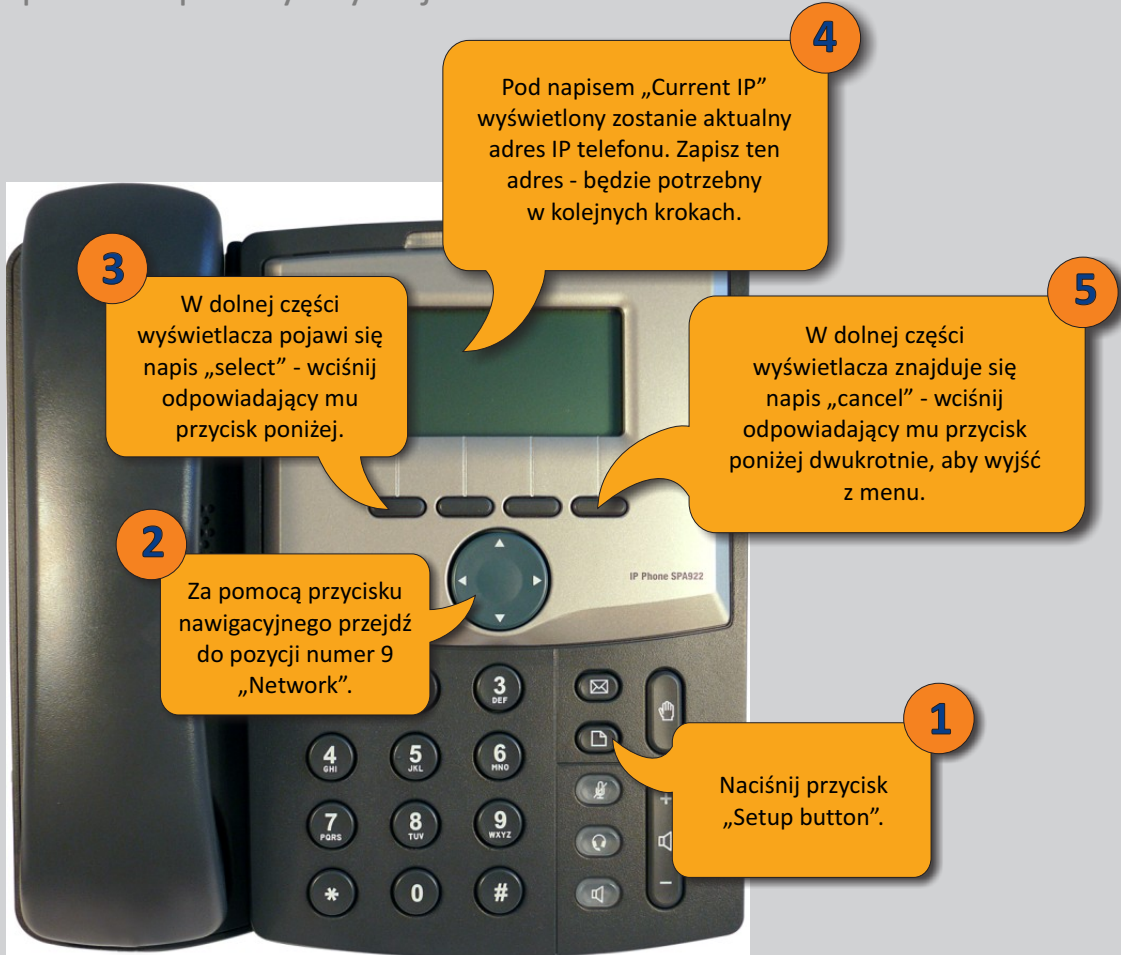 4
Pod napisem „Current IP”
wyświetlony zostanie aktualny
adres IP telefonu. Zapisz ten
adres - będzie potrzebny
w kolejnych krokach.
3
W dolnej części
wyświetlacza pojawi się
napis „select” - wciśnij
odpowiadający mu
przycisk poniżej.
5
W dolnej części
wyświetlacza znajduje się
napis „cancel” - wciśnij
odpowiadający mu przycisk
poniżej dwukrotnie, aby wyjść
z menu.
2
Za pomocą przycisku
nawigacyjnego przejdź
do pozycji numer 9
„Network”.
IP Phone SPA922
1
Naciśnij przycisk
„Setup button”.
3
DEF
4 5 6
GHI JKL MNO
7 8 9
PQRS TUV WXYZ
* 0 #
+
-